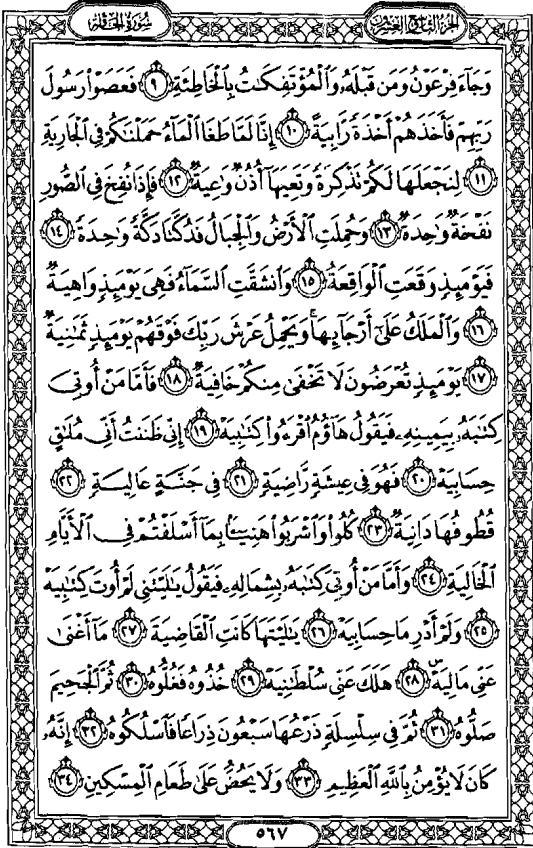 الجزء التاسع والعشرون
سورة الحاقة
وَجَآءَ فِرْعَوْنُ وَمَن قَبْلَهُۥ وَٱلْمُؤْتَفِكَـٰتُ بِٱلْخَاطِئَةِ ۝٩ فَعَصَوْا۟ رَسُولَ
رَبِّهِمْ فَأَخَذَهُمْ أَخْذَةً رَّابِيَةً ۝١٠ إِنَّا لَمَّا طَغَا ٱلْمَآءُ حَمَلْنَـٰكُمْ فِى ٱلْجَارِيَةِ
۝١١ لِنَجْعَلَهَا لَكُمْ تَذْكِرَةً وَتَعِيَهَآ أُذُنٌ وَٰعِيَةٌ ۝١٢ فَإِذَا نُفِخَ فِى ٱلصُّورِ
نَفْخَةٌ وَٰحِدَةٌ ۝١٣ وَحُمِلَتِ ٱلْأَرْضُ وَٱلْجِبَالُ فَدُكَّتَا دَكَّةً وَٰحِدَةً ۝١٤
فَيَوْمَئِذٍ وَقَعَتِ ٱلْوَاقِعَةُ ۝١٥ وَٱنشَقَّتِ ٱلسَّمَآءُ فَهِىَ يَوْمَئِذٍ وَاهِيَةٌ
۝١٦ وَٱلْمَلَكُ عَلَىٰٓ أَرْجَآئِهَا ۚ وَيَحْمِلُ عَرْشَ رَبِّكَ فَوْقَهُمْ يَوْمَئِذٍ ثَمَـٰنِيَةٌ
۝١٧ يَوْمَئِذٍ تُعْرَضُونَ لَا تَخْفَىٰ مِنكُمْ خَافِيَةٌ ۝١٨ فَأَمَّا مَنْ أُوتِىَ
كِتَـٰبَهُۥ بِيَمِينِهِۦ فَيَقُولُ هَآؤُمُ ٱقْرَءُوا۟ كِتَـٰبِيَهْ ۝١٩ إِنِّى ظَنَنتُ أَنِّى مُلَـٰقٍ
حِسَابِيَهْ ۝٢٠ فَهُوَ فِى عِيشَةٍ رَّاضِيَةٍ ۝٢١ فِى جَنَّةٍ عَالِيَةٍ ۝٢٢
قُطُوفُهَا دَانِيَةٌ ۝٢٣ كُلُوا۟ وَٱشْرَبُوا۟ هَنِيٓـًٔۢا بِمَآ أَسْلَفْتُمْ فِى ٱلْأَيَّامِ
ٱلْخَالِيَةِ ۝٢٤ وَأَمَّا مَنْ أُوتِىَ كِتَـٰبَهُۥ بِشِمَالِهِۦ فَيَقُولُ يَـٰلَيْتَنِى لَمْ أُوتَ كِتَـٰبِيَهْ
۝٢٥ وَلَمْ أَدْرِ مَا حِسَابِيَهْ ۝٢٦ يَـٰلَيْتَهَا كَانَتِ ٱلْقَاضِيَةَ ۝٢٧ مَآ أَغْنَىٰ
عَنِّى مَالِيَهْ ۜ ۝٢٨ هَلَكَ عَنِّى سُلْطَـٰنِيَهْ ۝٢٩ خُذُوهُ فَغُلُّوهُ ۝٣٠ ثُمَّ ٱلْجَحِيمَ
صَلُّوهُ ۝٣١ ثُمَّ فِى سِلْسِلَةٍ ذَرْعُهَا سَبْعُونَ ذِرَاعًا فَٱسْلُكُوهُ ۝٣٢ إِنَّهُۥ
كَانَ لَا يُؤْمِنُ بِٱللَّهِ ٱلْعَظِيمِ ۝٣٣ وَلَا يَحُضُّ عَلَىٰ طَعَامِ ٱلْمِسْكِينِ ۝٣٤
٥٦٧